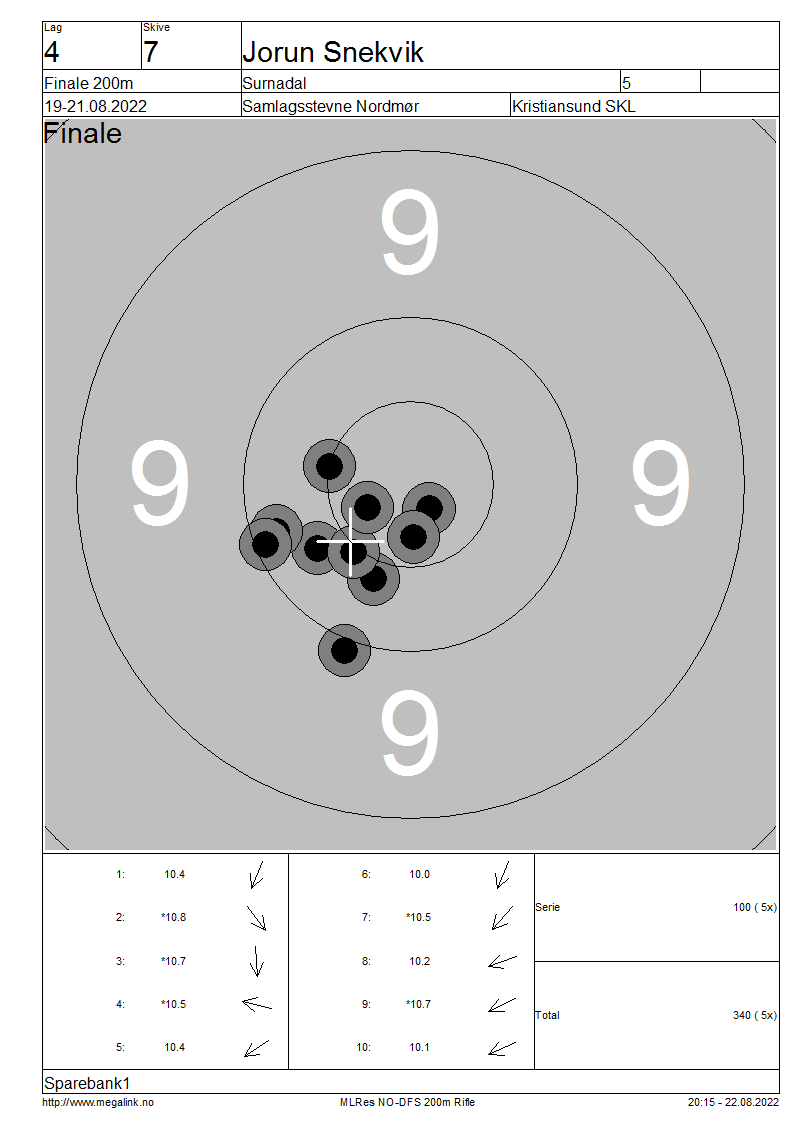 Lag Skive
4 7 Jorun Snekvik
Finale 200m Surnadal 5
19-21.08.2022 Samlagsstevne Nordmør Kristiansund SKL
Finale
9
9 9
9
1: 10.4 6: 10.0
2: *10.8 7: *10.5
Serie 100 ( 5x)
3: *10.7 8: 10.2
4: *10.5 9: *10.7
Total 340 ( 5x)
5: 10.4 10: 10.1
Sparebank1
http://www.megalink.no MLRes NO-DFS 200m Rifle 20:15 - 22.08.2022